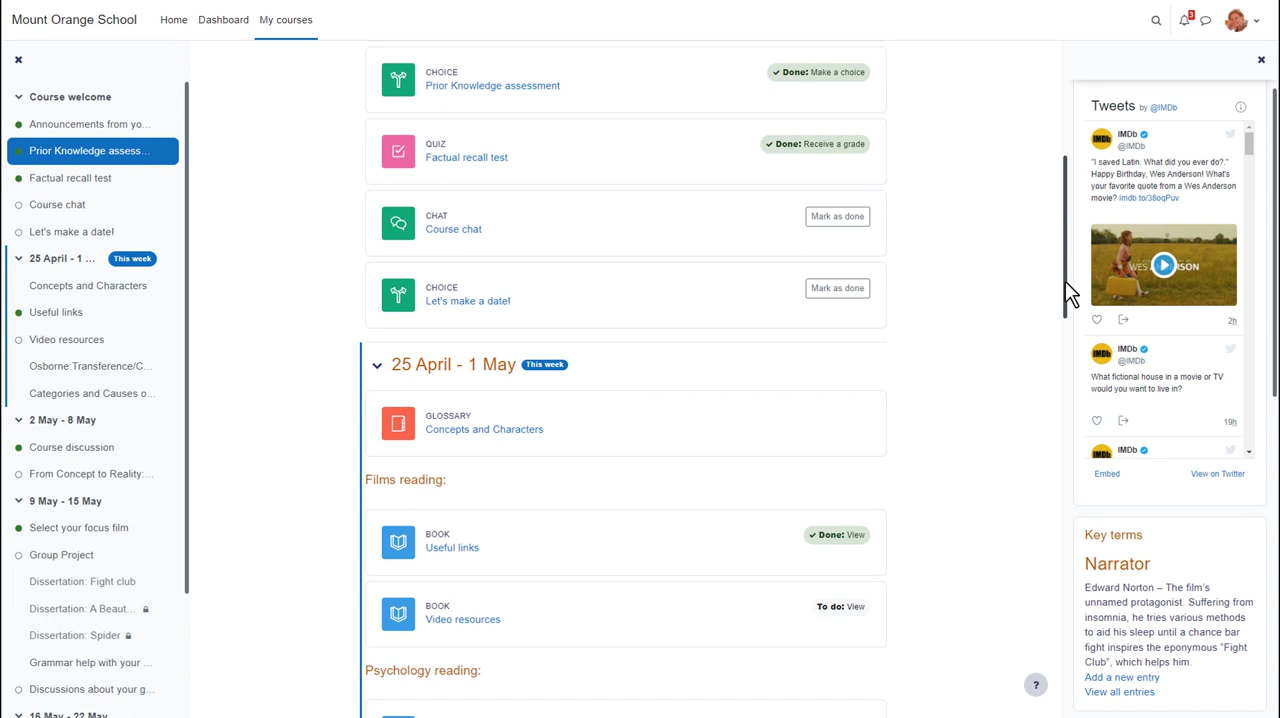 Mount Orange School
Home
Dashboard
My courses
3
Course welcome
Announcements from yo...
Prior Knowledge assess...
Factual recall test
Course chat
Let's make a date!
25 April - 1 ...
This week
Concepts and Characters
Useful links
Video resources
Osborne:Transference/C...
Categories and Causes o...
2 May - 8 May
Course discussion
From Concept to Reality:...
9 May - 15 May
Select your focus film
Group Project
Dissertation: Fight club
Dissertation: A Beaut...
Dissertation: Spider
Grammar help with your ...
Discussions about your g...
16 May - 22 May
CHOICE
Prior Knowledge assessment
Done: Make a choice
QUIZ
Factual recall test
Done: Receive a grade
CHAT
Course chat
Mark as done
CHOICE
Let's make a date!
Mark as done
25 April - 1 May
This week
GLOSSARY
Concepts and Characters
Films reading:
BOOK
Useful links
Done: View
BOOK
Video resources
To do: View
Psychology reading:
?
Tweets by @IMDb
IMDb
@IMDb
"I saved Latin. What did you ever do?."
Happy Birthday, Wes Anderson! What's
your favorite quote from a Wes Anderson
movie? imdb.to/38oqPuv
2h
IMDb
@IMDb
What fictional house in a movie or TV
would you want to live in?
19h
IMDb
Embed
View on Twitter
Key terms
Narrator
Edward Norton – The film's
unnamed protagonist. Suffering from
insomnia, he tries various methods
to aid his sleep until a chance bar
fight inspires the eponymous "Fight
Club", which helps him.
Add a new entry
View all entries